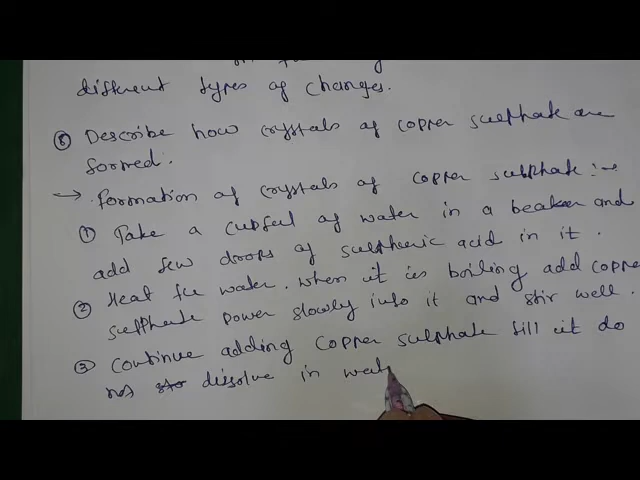 different types of changes.
⑧ Describe how crystals of copper sulphate are
formed.
→ formation of crystals of copper sulphate :→
① Take a cupful of water in a beaker and
add few drops of sulphuric acid in it.
② Heat the water. when it is boiling add copper
sulphate power slowly into it and stir well.
③ continue adding copper sulphate till it do
not dissolve in wat